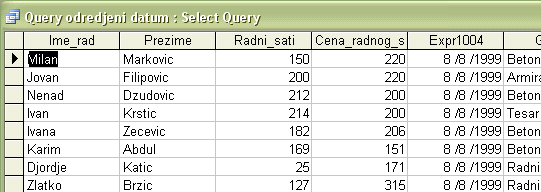 Query odredjeni datum : Select Query
Ime_rad Prezime Radni_sati Cena_radnog_s Expr1004
Milan Markovic 150 220 8 /8 /1999 Beton
Jovan Filipovic 200 220 8 /8 /1999 Armira
Nenad Dzudovic 212 200 8 /8 /1999 Beton
Ivan Krstic 214 200 8 /8 /1999 Tesar
Ivana Zecevic 182 206 8 /8 /1999 Beton
Karim Abdul 169 151 8 /8 /1999 Beton
Djordje Katic 25 171 8 /8 /1999 Radni
Zlatko Brzic 127 315 8 /8 /1999 Radni